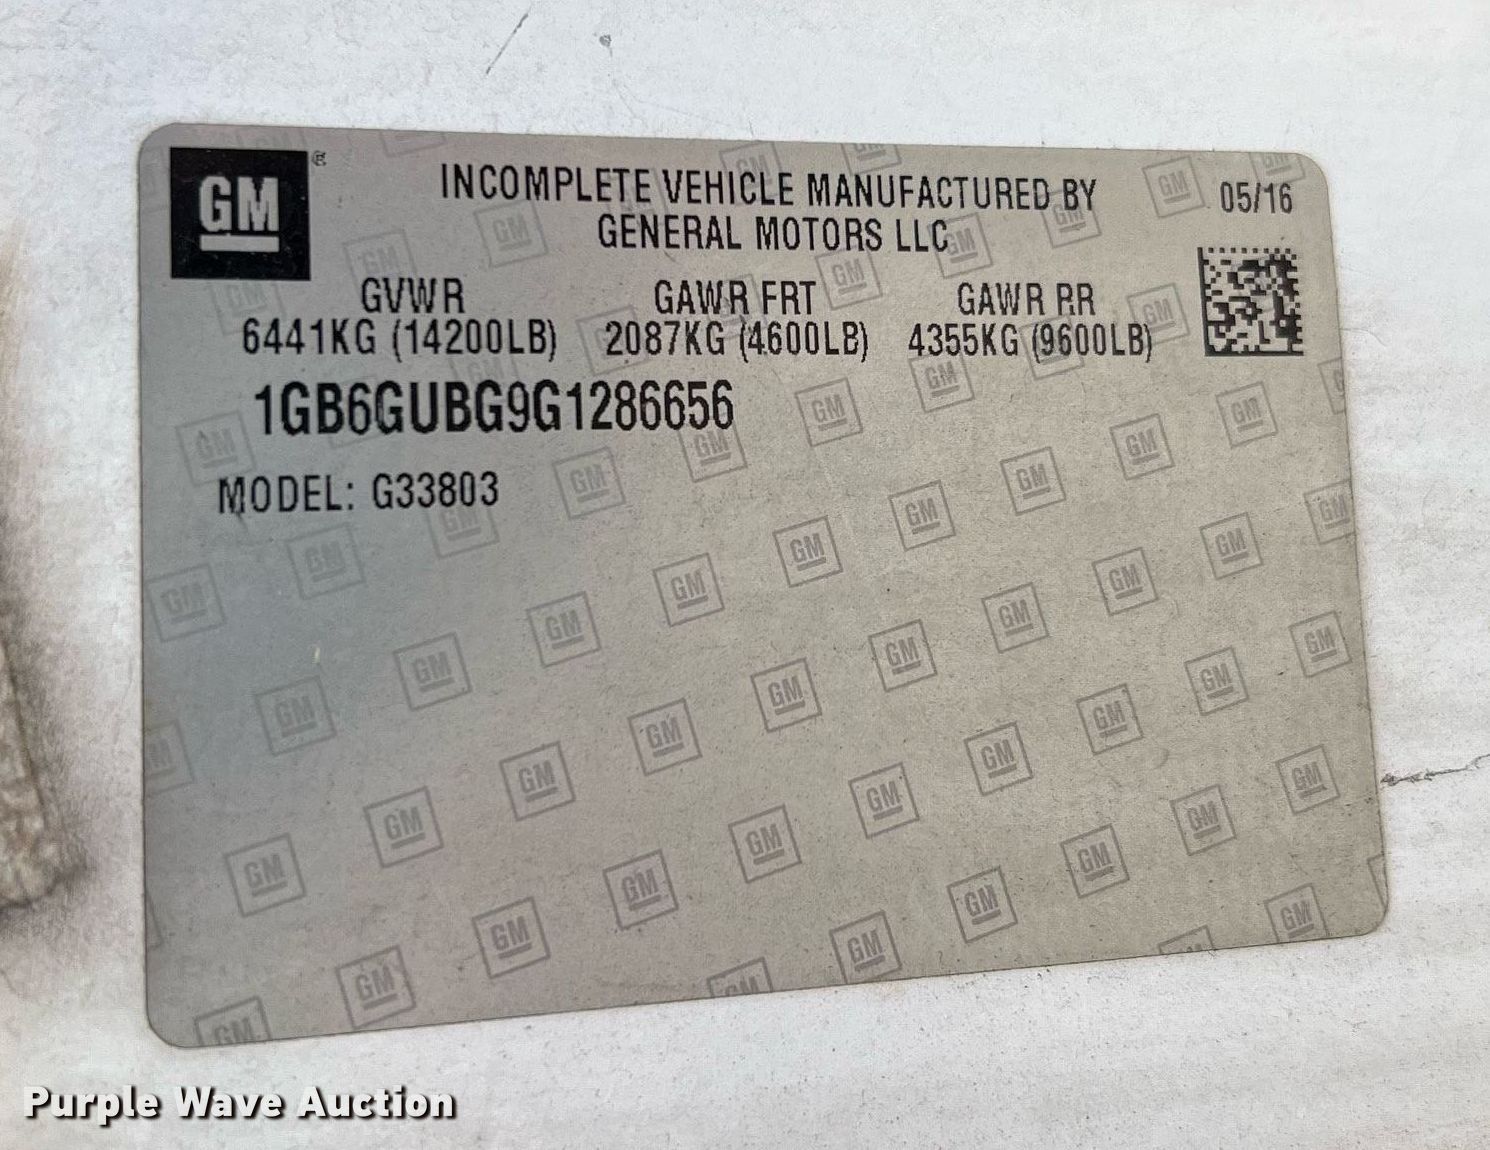 GM®
INCOMPLETE VEHICLE MANUFACTURED BY
GENERAL MOTORS LLC
05/16
GVWR GAWR FRT GAWR RR
6441KG (14200LB) 2087KG (4600LB) 4355KG (9600LB)
1GB6GUBG9G1286656
MODEL: G33803
Purple Wave Auction